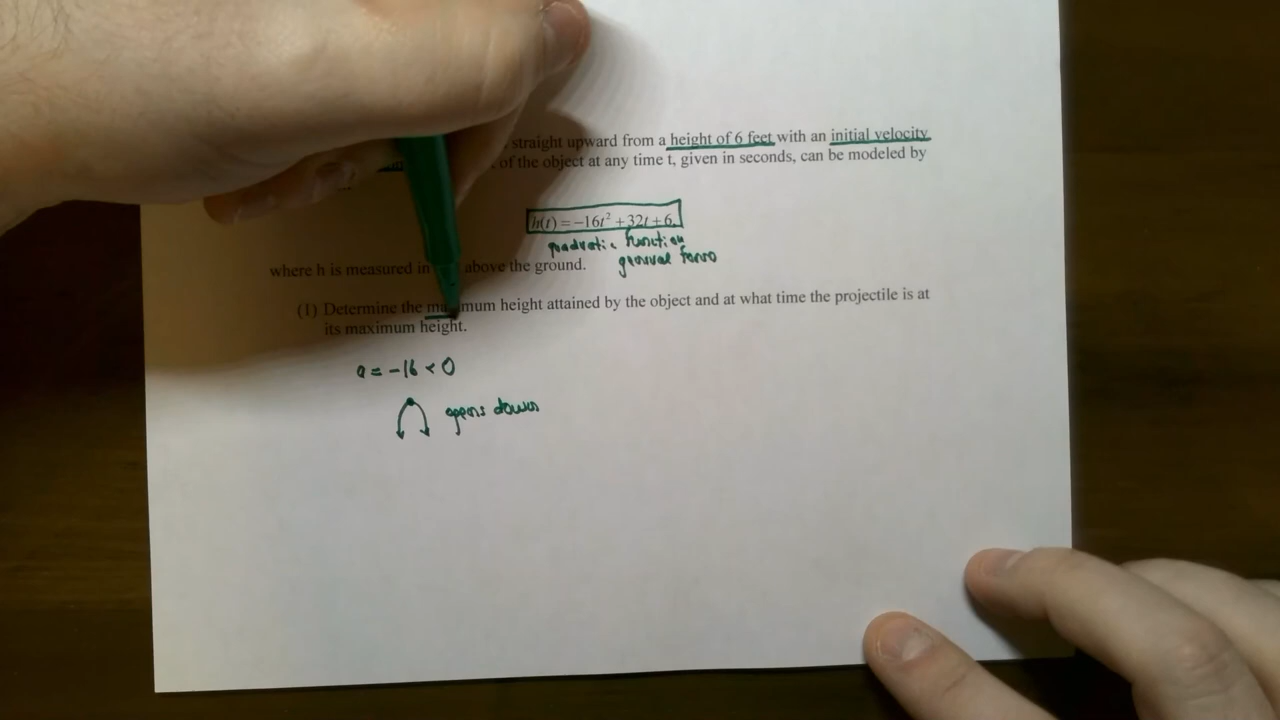 straight upward from a height of 6 feet with an initial velocity
of the object at any time t, given in seconds, can be modeled by
h(t) = −16t² + 32t + 6.
quadratic function
general form
where h is measured in above the ground.
(1) Determine the maximum height attained by the object and at what time the projectile is at
its maximum height.
a = -16 < 0
opens down